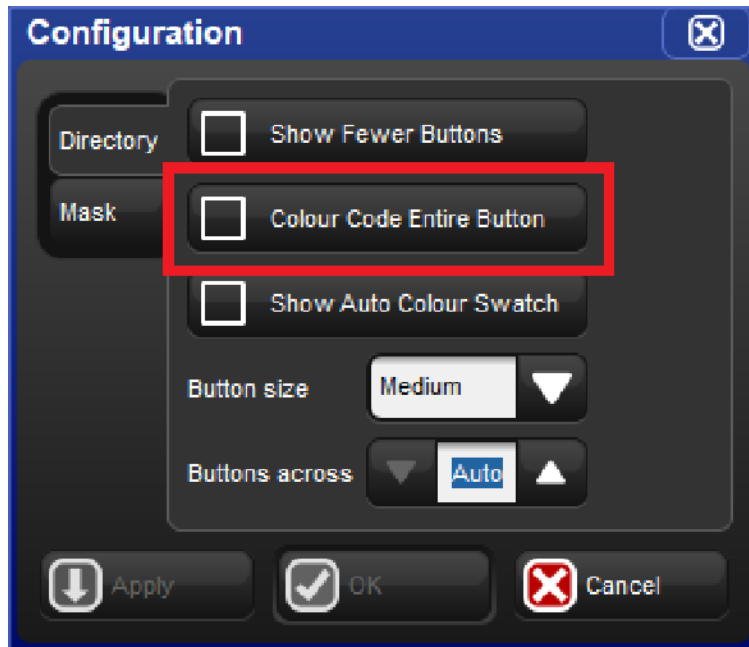 Configuration
Directory
Show Fewer Buttons
Mask
Colour Code Entire Button
Show Auto Colour Swatch
Button size
Medium
Buttons across
Auto
Apply
OK
Cancel